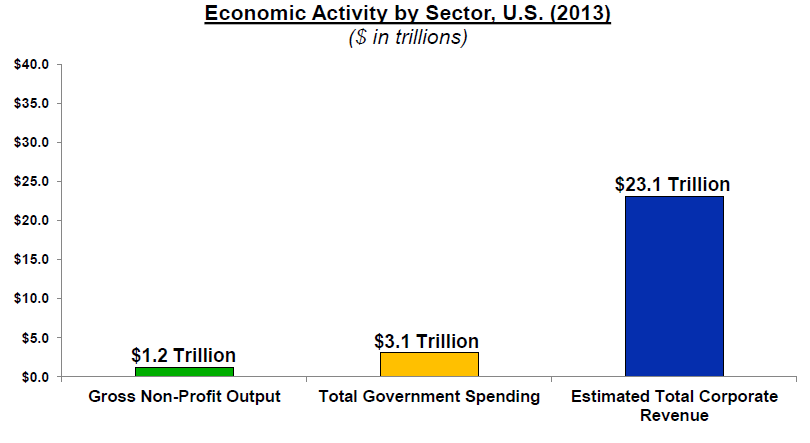 Economic Activity by Sector, U.S. (2013)
($ in trillions)
$40.0
$35.0
$30.0
$25.0
$20.0
$15.0
$10.0
$5.0
$0.0
$1.2 Trillion
$3.1 Trillion
$23.1 Trillion
Gross Non-Profit Output
Total Government Spending
Estimated Total Corporate
Revenue